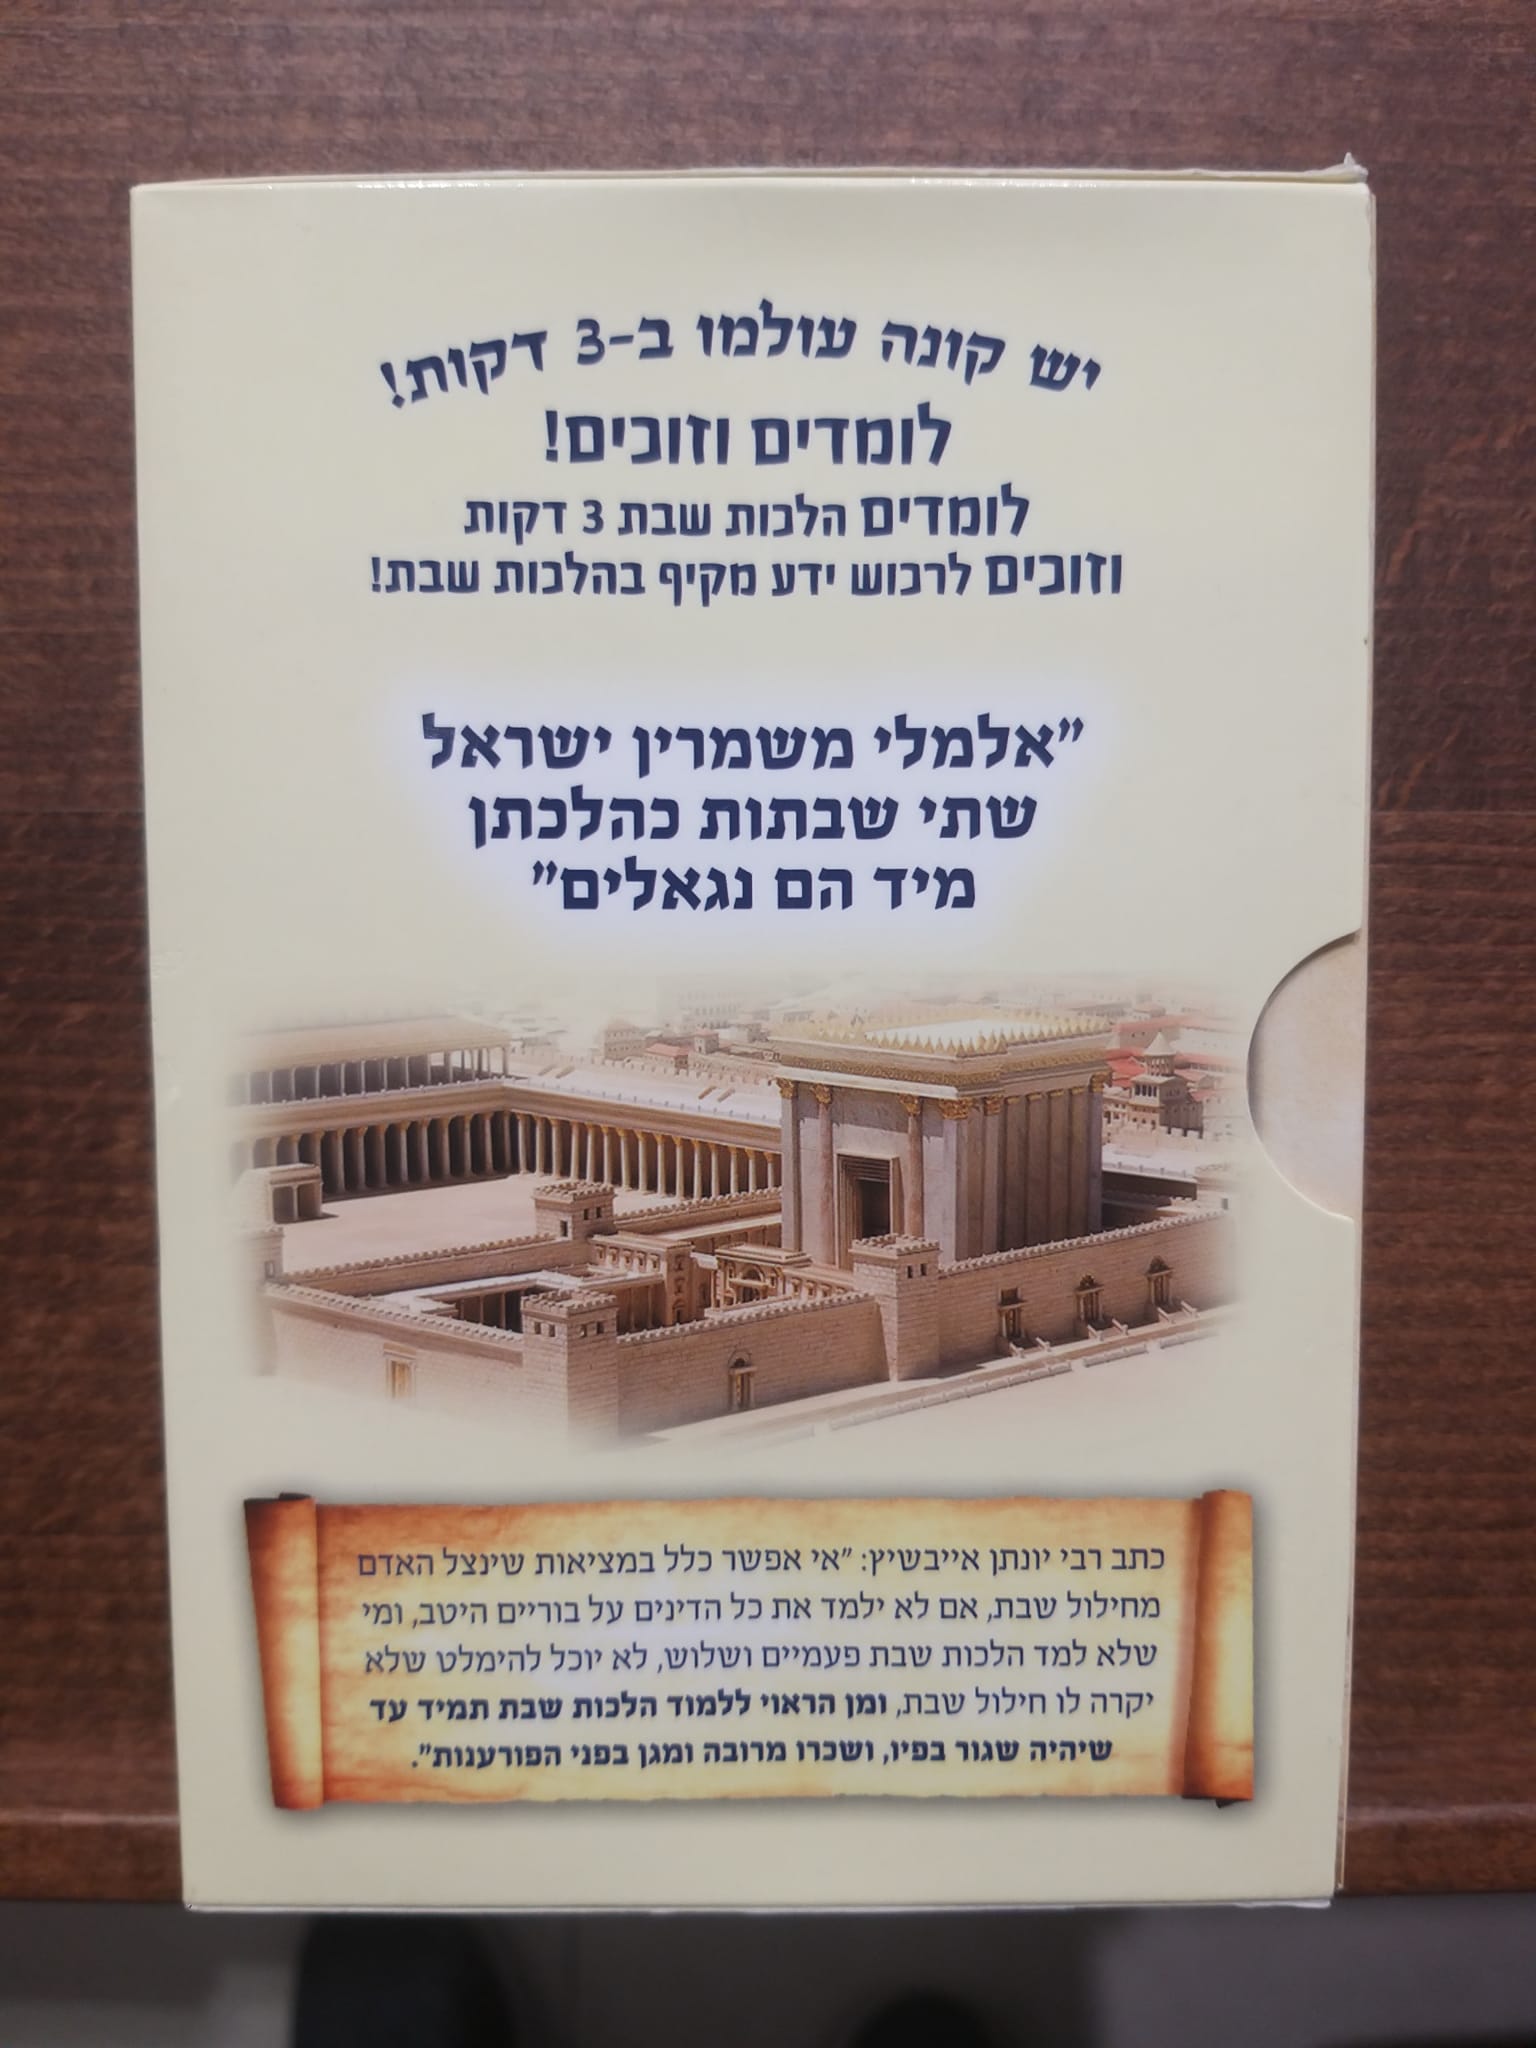 יש קונה עולמו ב-3 דקות!
לומדים וזוכים!
לומדים הלכות שבת 3 דקות
וזוכים לרכוש ידע מקיף בהלכות שבת!
"אלמלי משמרין ישראל
שתי שבתות כהלכתן
מיד הם נגאלים"
כתב רבי יונתן אייבשיץ: "אי אפשר כלל במציאות שינצל האדם
מחילול שבת, אם לא ילמד את כל הדינים על בוריים היטב, ומי
שלא למד הלכות שבת פעמיים ושלוש, לא יוכל להימלט שלא
יקרה לו חילול שבת, ומן הראוי ללמוד הלכות שבת תמיד עד
שיהיה שגור בפיו, ושכרו מרובה ומגן בפני הפורענות".